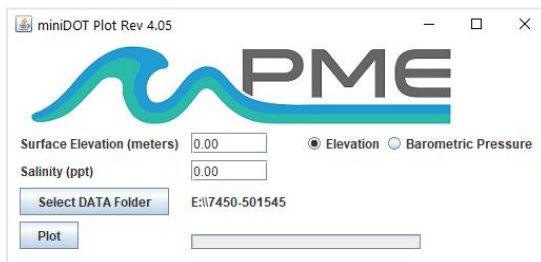 miniDOT Plot Rev 4.05
PME
Surface Elevation (meters) 0.00 Elevation Barometric Pressure
Salinity (ppt) 0.00
Select DATA Folder E:\\7450-501545
Plot